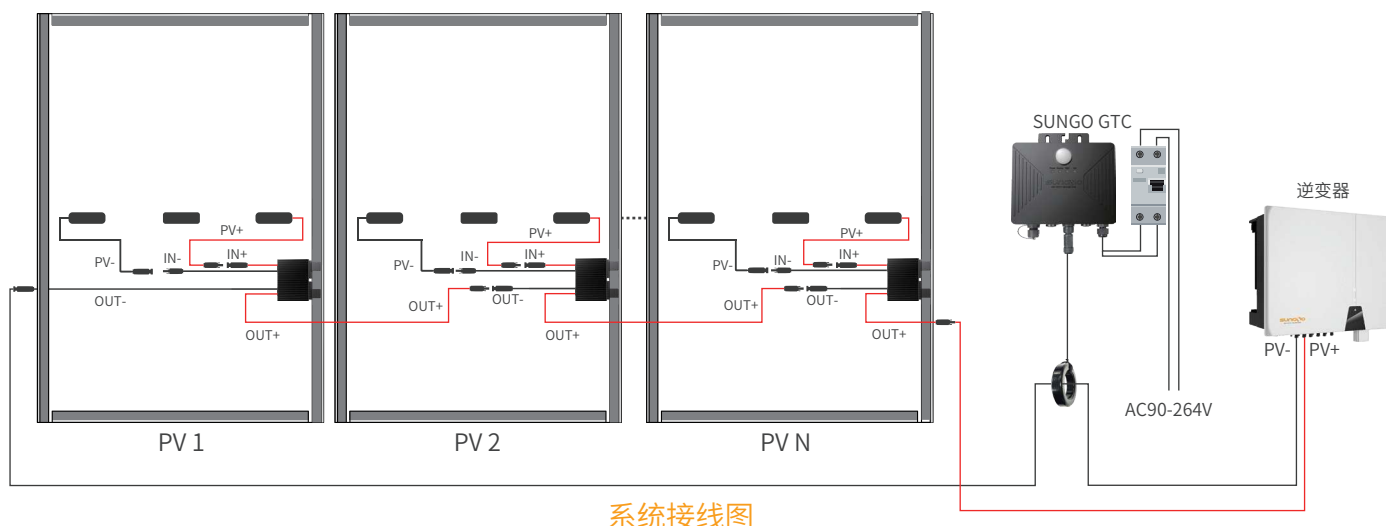 SUNGO GTC
逆变器
PV+
PV+
PV+
PV-
IN-
IN+
PV-
IN-
IN+
PV-
IN-
IN+
OUT-
OUT+
OUT-
OUT+
OUT-
OUT+
OUT+
OUT+
PV-
PV+
AC90-264V
PV 1
PV 2
PV N
系统接线图
sungo